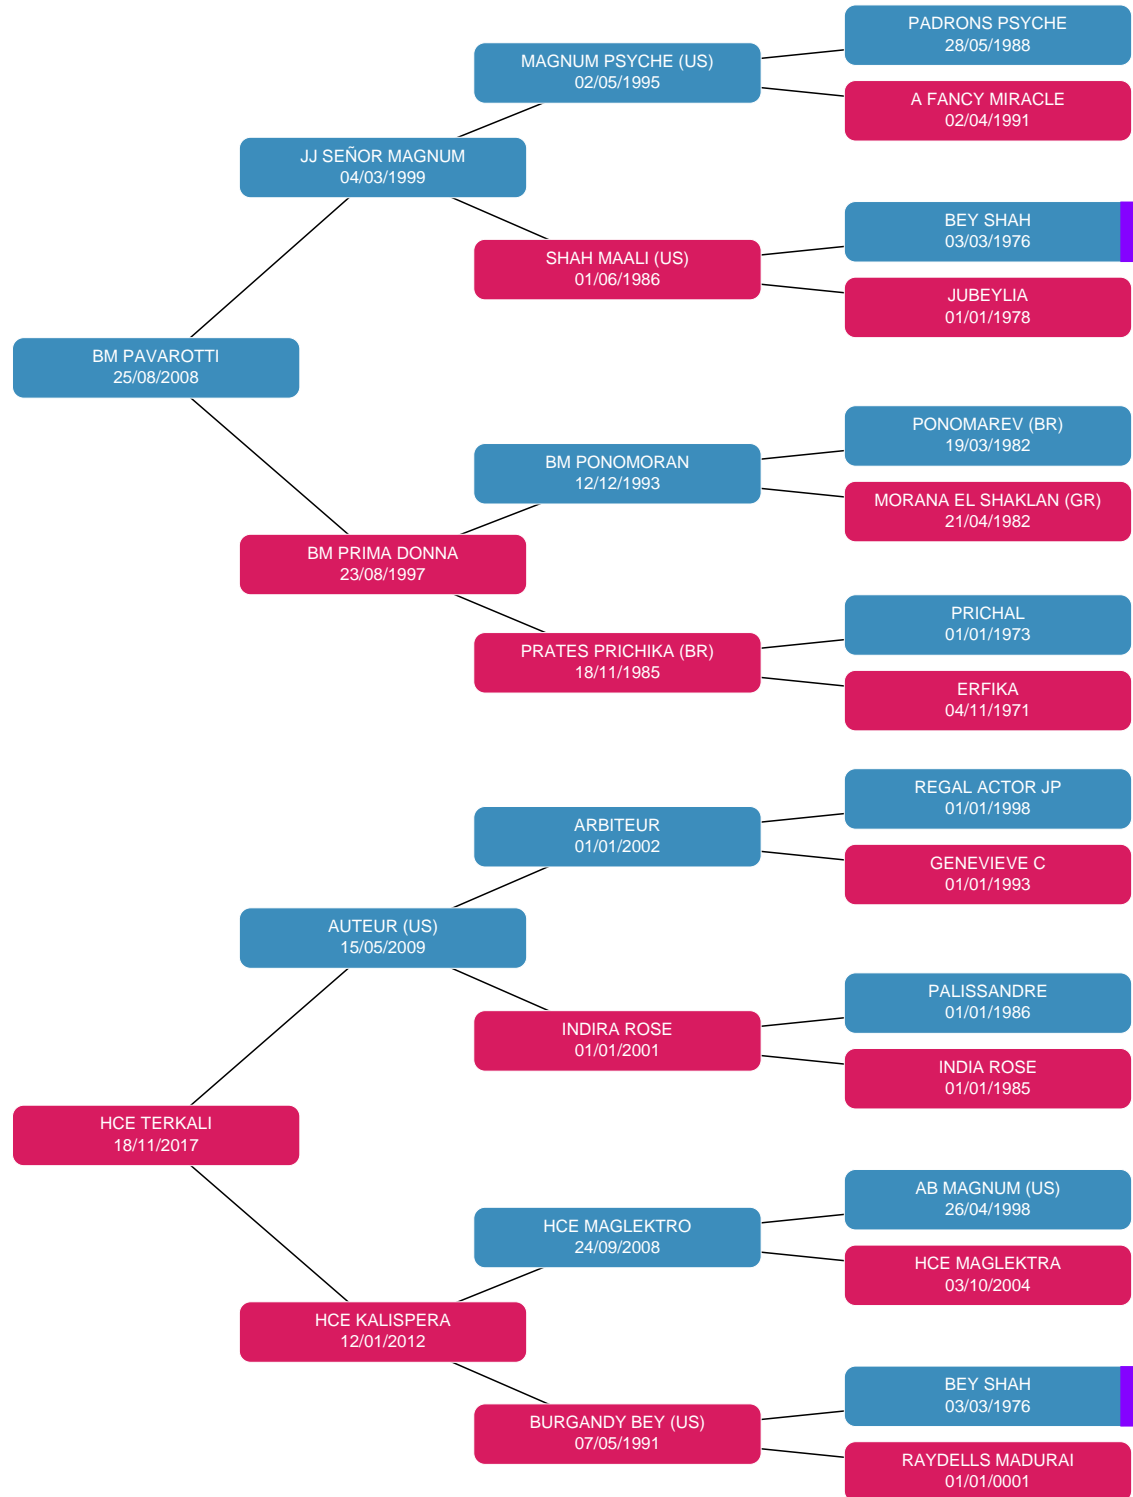 PADRONS PSYCHE
28/05/1988
MAGNUM PSYCHE (US)
02/05/1995
A FANCY MIRACLE
02/04/1991
JJ SEÑOR MAGNUM
04/03/1999
BEY SHAH
03/03/1976
SHAH MAALI (US)
01/06/1986
JUBEYLIA
01/01/1978
BM PAVAROTTI
25/08/2008
PONOMAREV (BR)
19/03/1982
BM PONOMORAN
12/12/1993
MORANA EL SHAKLAN (GR)
21/04/1982
BM PRIMA DONNA
23/08/1997
PRICHAL
01/01/1973
PRATES PRICHIKA (BR)
18/11/1985
ERFIKA
04/11/1971
REGAL ACTOR JP
01/01/1998
ARBITEUR
01/01/2002
GENEVIEVE C
01/01/1993
AUTEUR (US)
15/05/2009
PALISSANDRE
01/01/1986
INDIRA ROSE
01/01/2001
INDIA ROSE
01/01/1985
HCE TERKALI
18/11/2017
AB MAGNUM (US)
26/04/1998
HCE MAGLEKTRO
24/09/2008
HCE MAGLEKTRA
03/10/2004
HCE KALISPERA
12/01/2012
BEY SHAH
03/03/1976
BURGANDY BEY (US)
07/05/1991
RAYDELLS MADURAI
01/01/0001